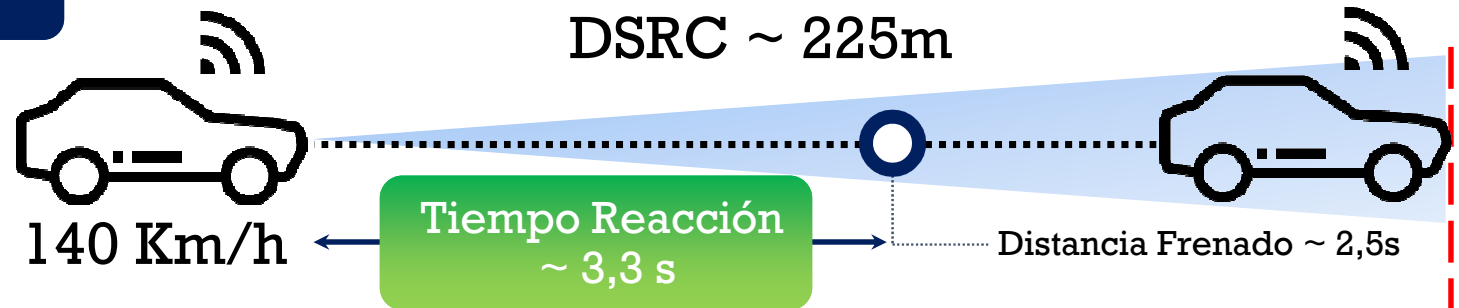 DSRC ~ 225m
140 Km/h
Tiempo Reacción
~ 3,3 s
Distancia Frenado ~ 2,5s